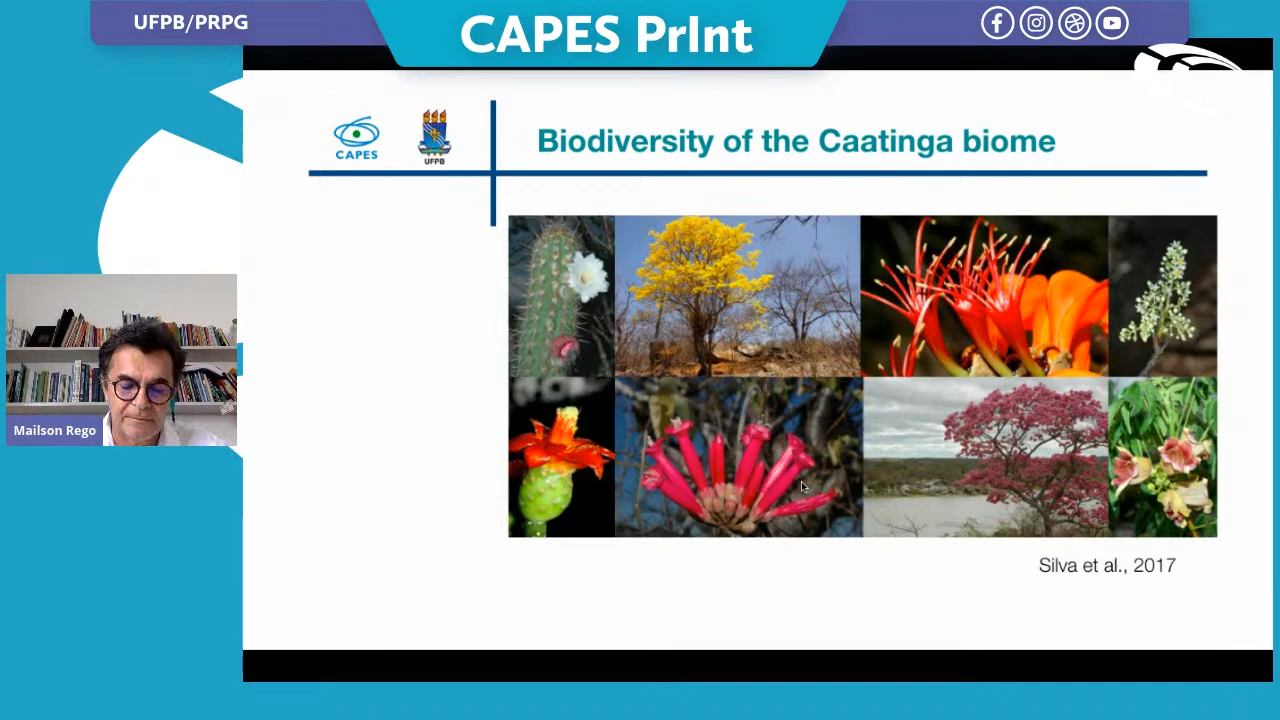 UFPB/PRPG
CAPES PrInt
CAPES
UFPB
Biodiversity of the Caatinga biome
Mailson Rego
Silva et al., 2017